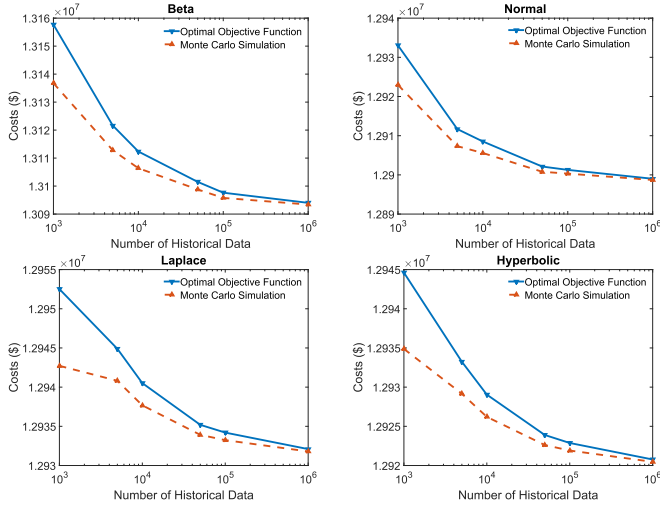 Beta
×10^7
1.316
1.315
1.314
1.313
1.312
1.311
1.31
1.309
Costs ($)
Optimal Objective Function
Monte Carlo Simulation
10^3 10^4 10^5 10^6
Number of Historical Data
Normal
×10^7
1.294
1.293
1.292
1.291
1.29
1.289
Costs ($)
Optimal Objective Function
Monte Carlo Simulation
10^3 10^4 10^5 10^6
Number of Historical Data
Laplace
×10^7
1.2955
1.295
1.2945
1.294
1.2935
1.293
Costs ($)
Optimal Objective Function
Monte Carlo Simulation
10^3 10^4 10^5 10^6
Number of Historical Data
Hyperbolic
×10^7
1.2945
1.294
1.2935
1.293
1.2925
1.292
Costs ($)
Optimal Objective Function
Monte Carlo Simulation
10^3 10^4 10^5 10^6
Number of Historical Data